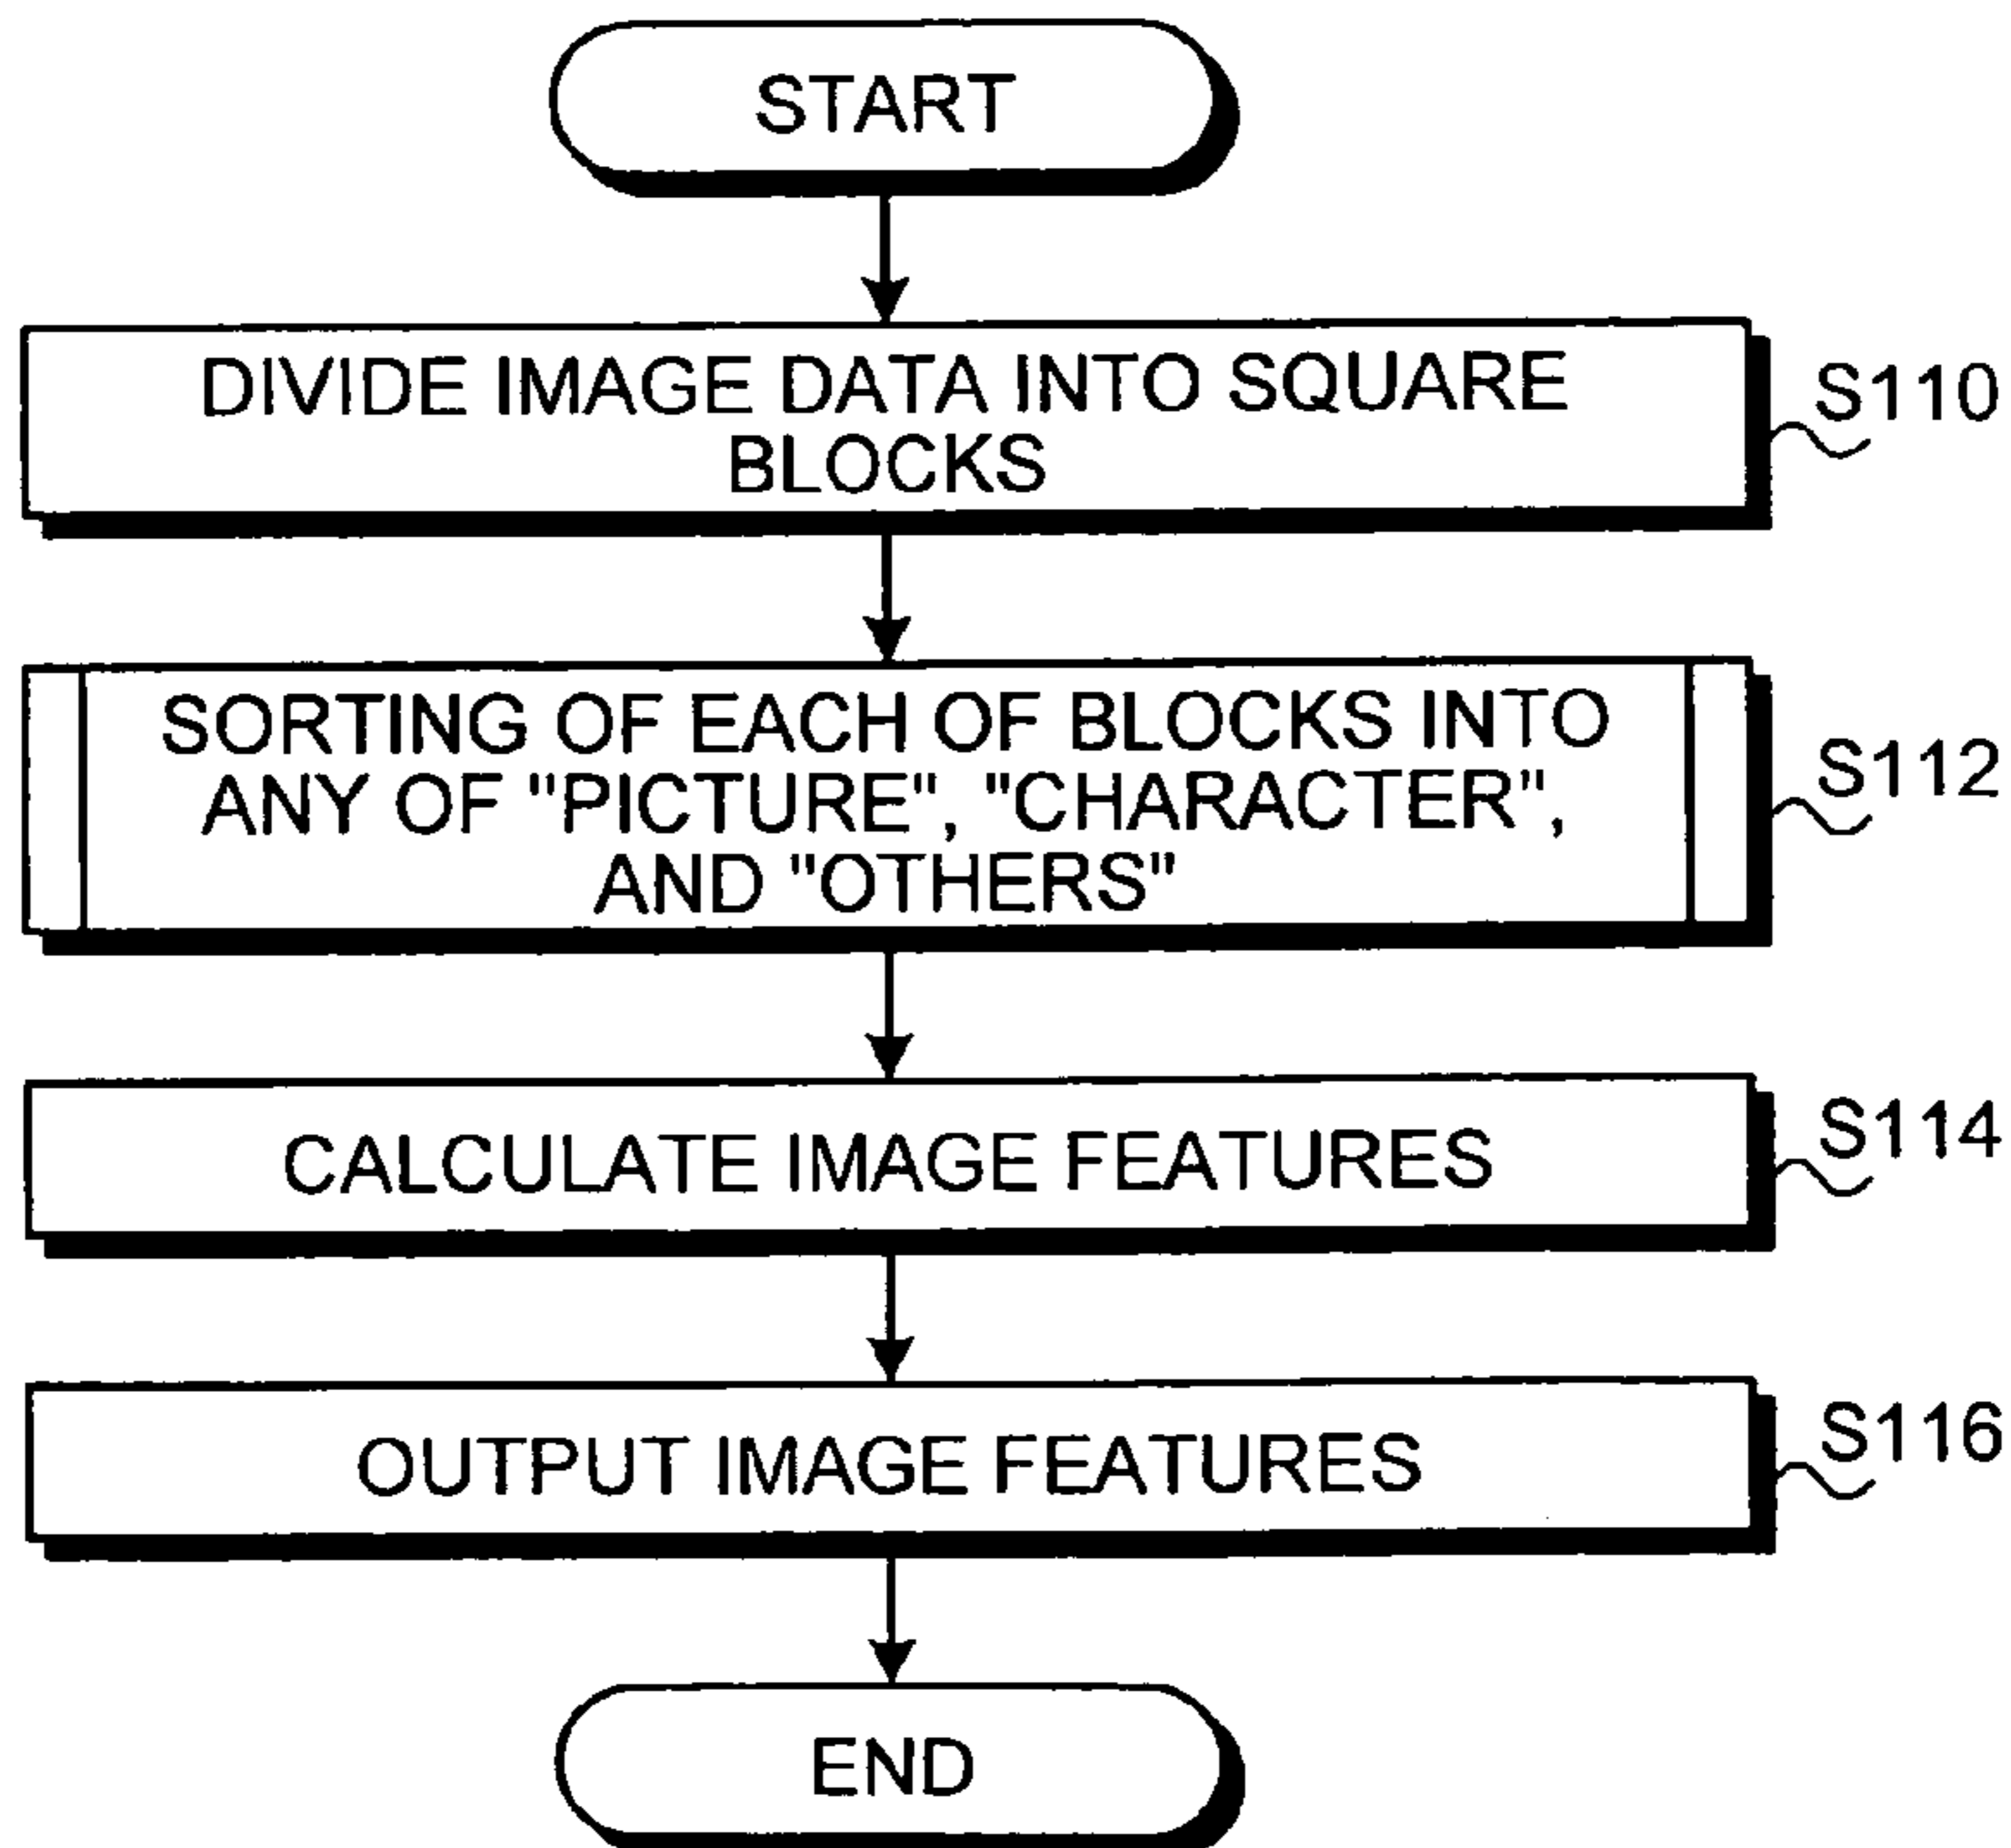 START
DIVIDE IMAGE DATA INTO SQUARE
BLOCKS
S110
SORTING OF EACH OF BLOCKS INTO
ANY OF "PICTURE", "CHARACTER",
AND "OTHERS"
S112
CALCULATE IMAGE FEATURES
S114
OUTPUT IMAGE FEATURES
S116
END